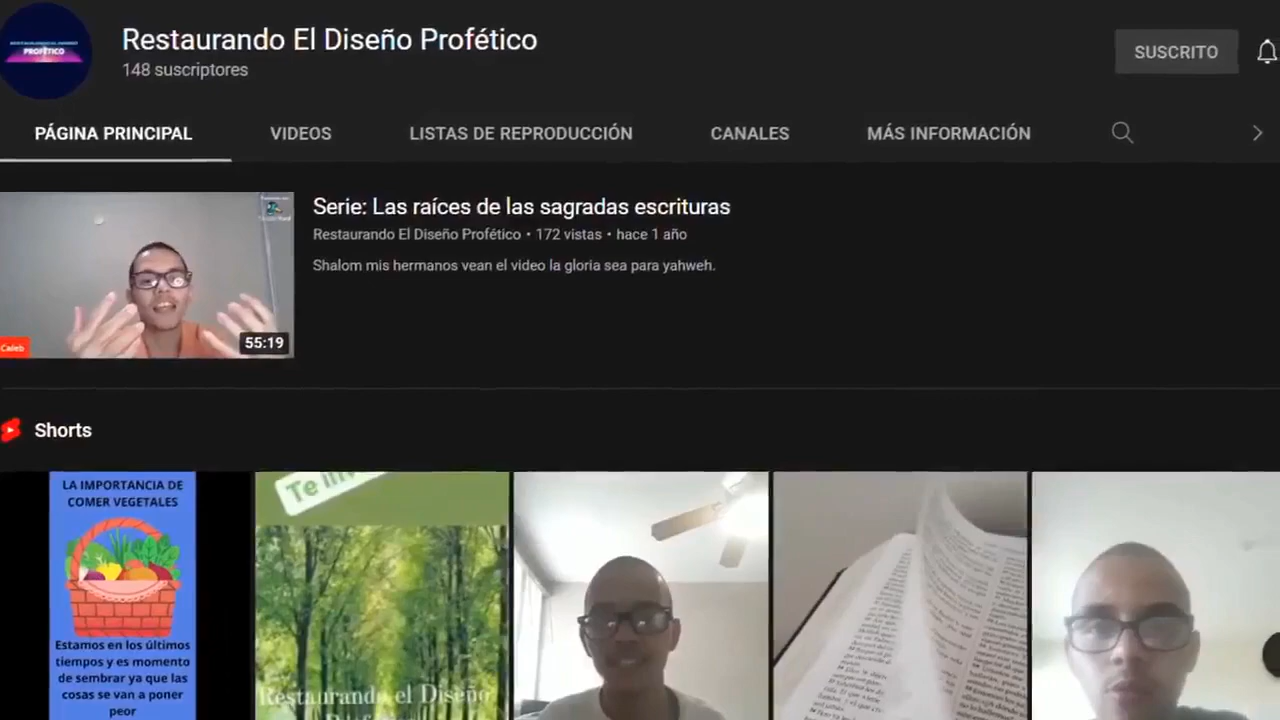 PROFÉTICO
Restaurando El Diseño Profético
148 suscriptores
SUSCRITO
PÁGINA PRINCIPAL
VIDEOS
LISTAS DE REPRODUCCIÓN
CANALES
MÁS INFORMACIÓN
Serie: Las raíces de las sagradas escrituras
Restaurando El Diseño Profético • 172 vistas • hace 1 año
Shalom mis hermanos vean el video la gloria sea para yahweh.
Caleb
55:19
Shorts
LA IMPORTANCIA DE
COMER VEGETALES
Estamos en los últimos
tiempos y es momento
de sembrar ya que las
cosas se van a poner
peor
Te
Restaurando el Diseño